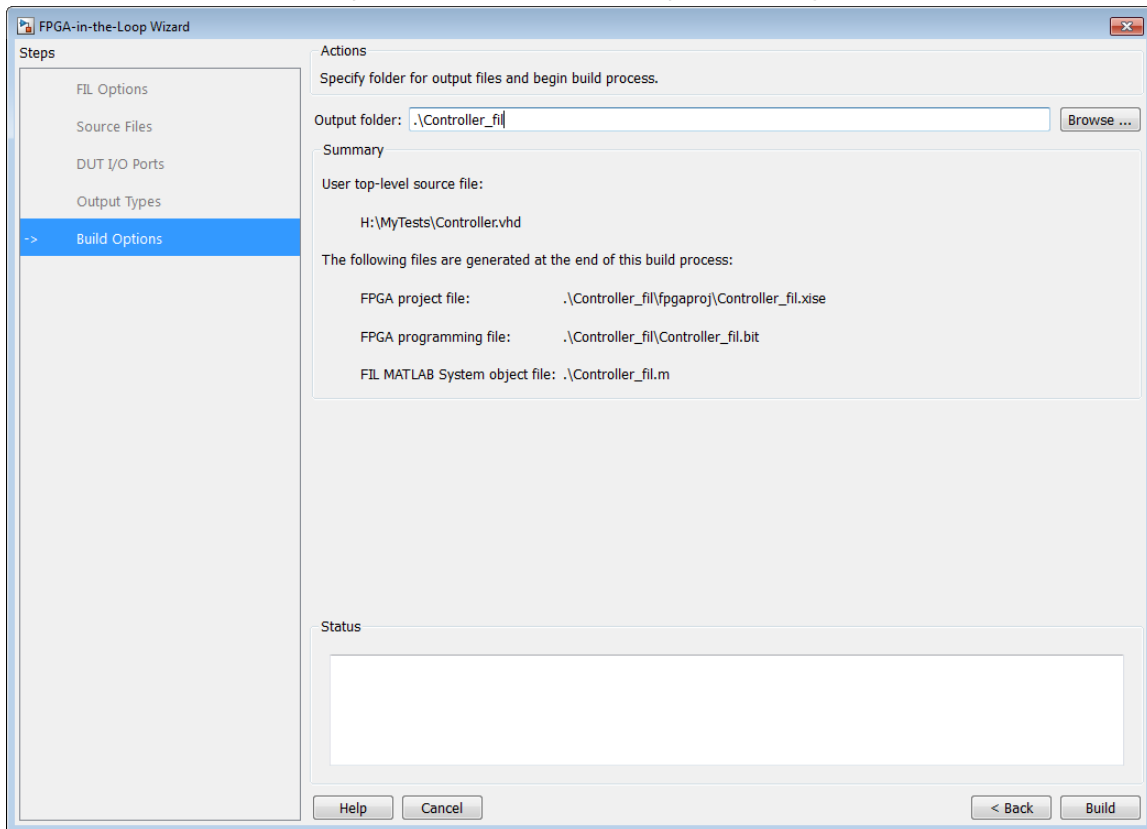 FPGA-in-the-Loop Wizard
Steps
FIL Options
Source Files
DUT I/O Ports
Output Types
-> Build Options
Actions
Specify folder for output files and begin build process.
Output folder: .\Controller_fil Browse ...
Summary
User top-level source file:
H:\MyTests\Controller.vhd
The following files are generated at the end of this build process:
FPGA project file: .\Controller_fil\fpgaproj\Controller_fil.xise
FPGA programming file: .\Controller_fil\Controller_fil.bit
FIL MATLAB System object file: .\Controller_fil.m
Status
Help Cancel < Back Build